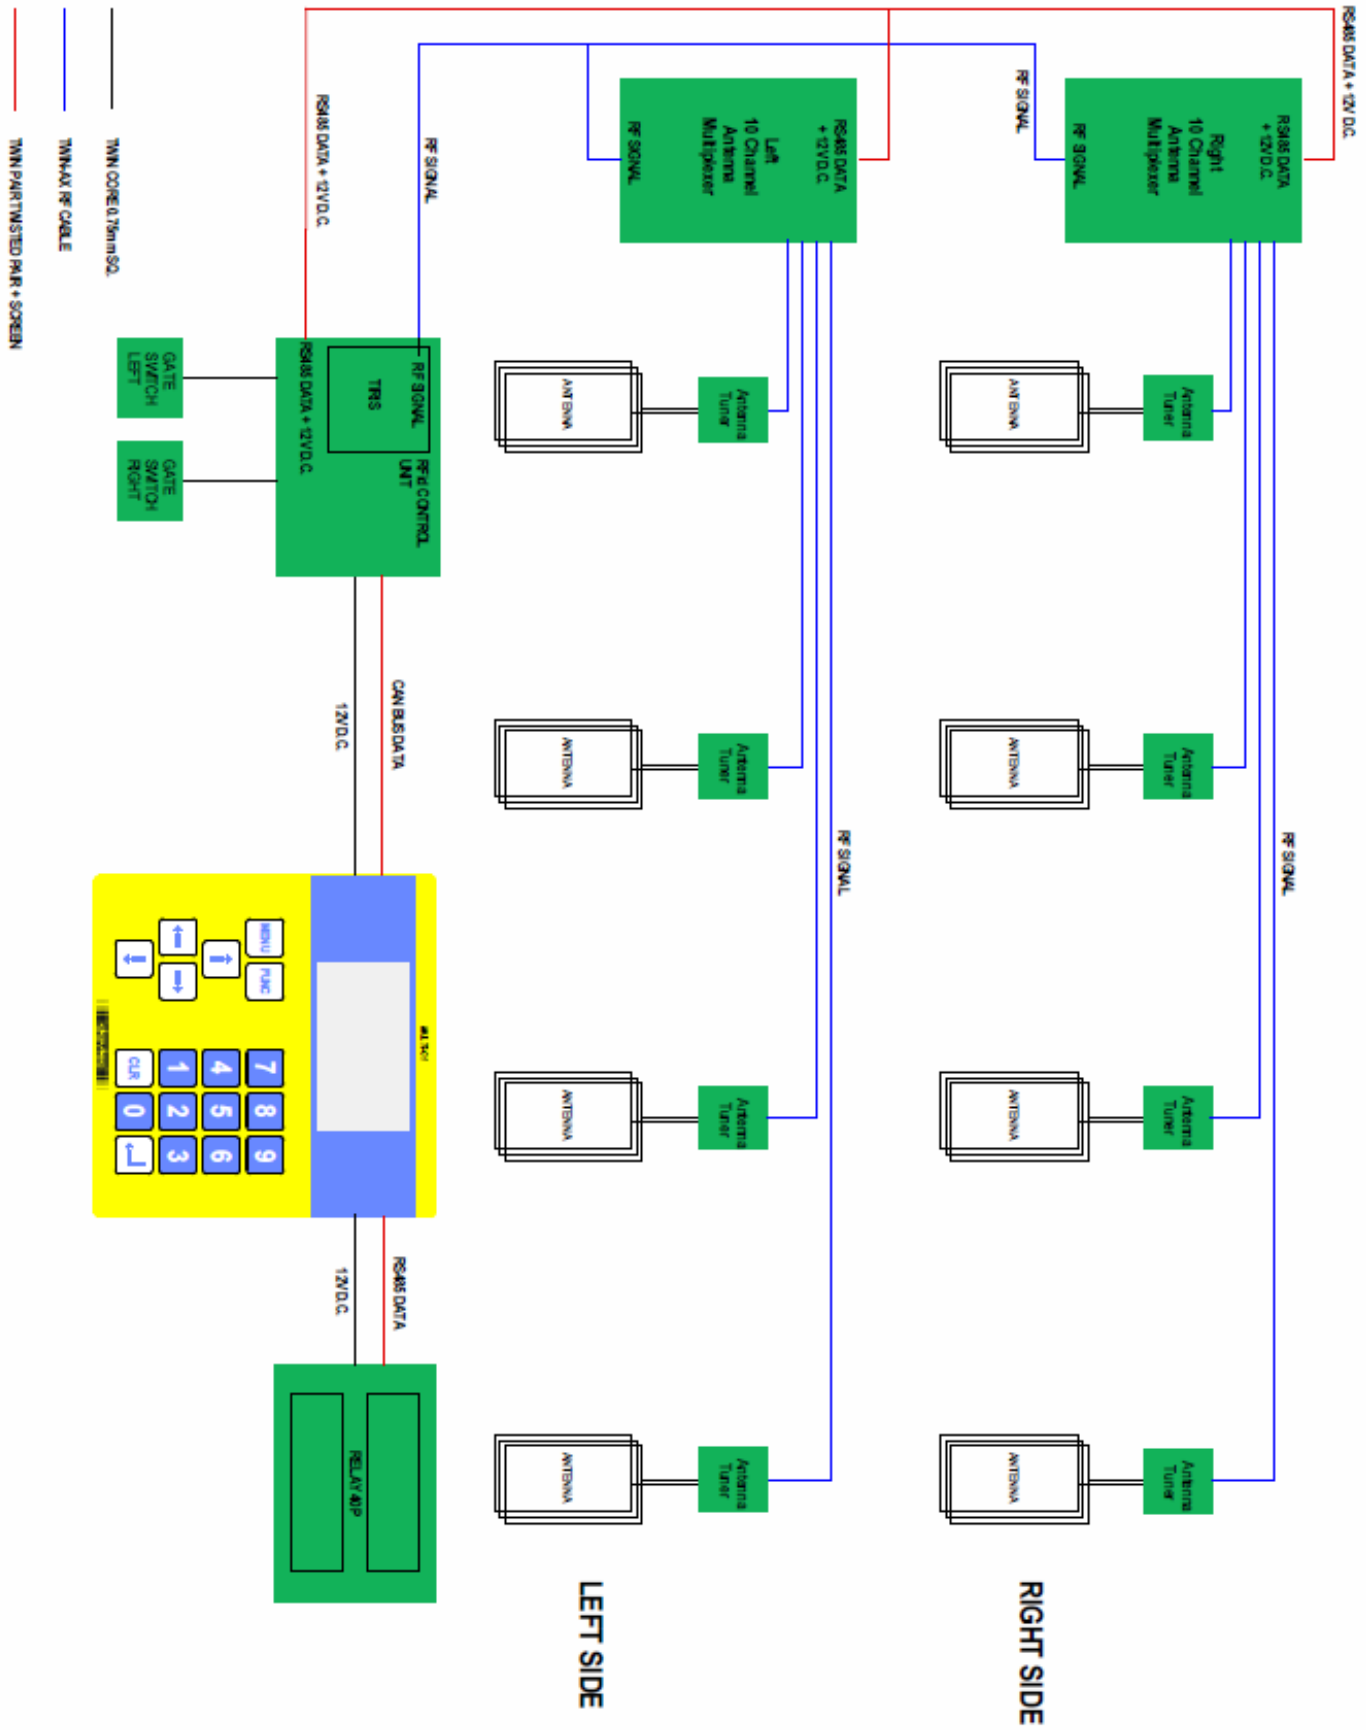 RS485 DATA + 12V D.C.
RS485 DATA
+ 12V D.C.
Right
10 Channel
Antenna
Multiplexer
RF SIGNAL
RF SIGNAL
RF SIGNAL
Antenna
Tuner
Antenna
Tuner
Antenna
Tuner
Antenna
Tuner
ANTENNA
ANTENNA
ANTENNA
ANTENNA
RIGHT SIDE
RS485 DATA
+ 12V D.C.
Left
10 Channel
Antenna
Multiplexer
RF SIGNAL
RF SIGNAL
Antenna
Tuner
Antenna
Tuner
Antenna
Tuner
Antenna
Tuner
ANTENNA
ANTENNA
ANTENNA
ANTENNA
LEFT SIDE
RF SIGNAL
RS485 DATA + 12V D.C.
RFid CONTROL
UNIT
RF SIGNAL
TIRIS
RS485 DATA + 12V D.C.
CAN BUS DATA
12V D.C.
MENU FUNC
7 8 9
4 5 6
1 2 3
CLR 0
RS485 DATA
12V D.C.
RELAY 40P
GATE
SWITCH
LEFT
GATE
SWITCH
RIGHT
TWIN CORE 0.75mm SQ.
TWIN-AX RF CABLE
TWIN PAIR TWISTED PAIR + SCREEN